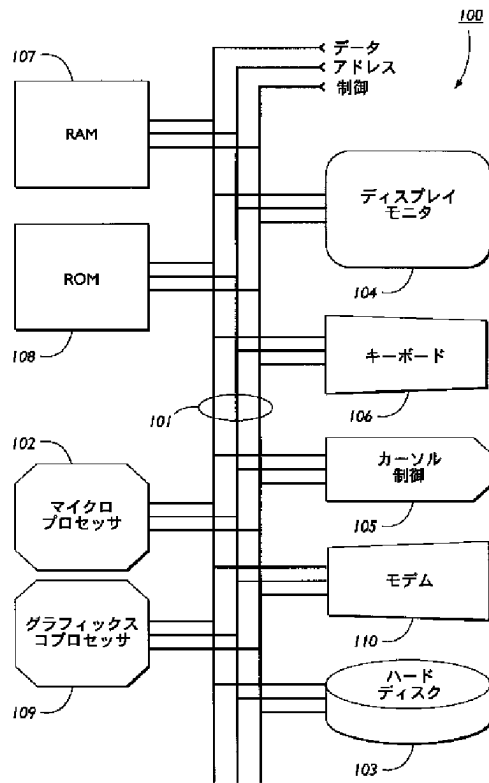 100
データ
アドレス
制御
107
RAM
ディスプレイ
モニタ
104
ROM
108
キーボード
106
101
102
マイクロ
プロセッサ
カーソル
制御
105
モデム
110
グラフィックス
コプロセッサ
109
ハード
ディスク
103